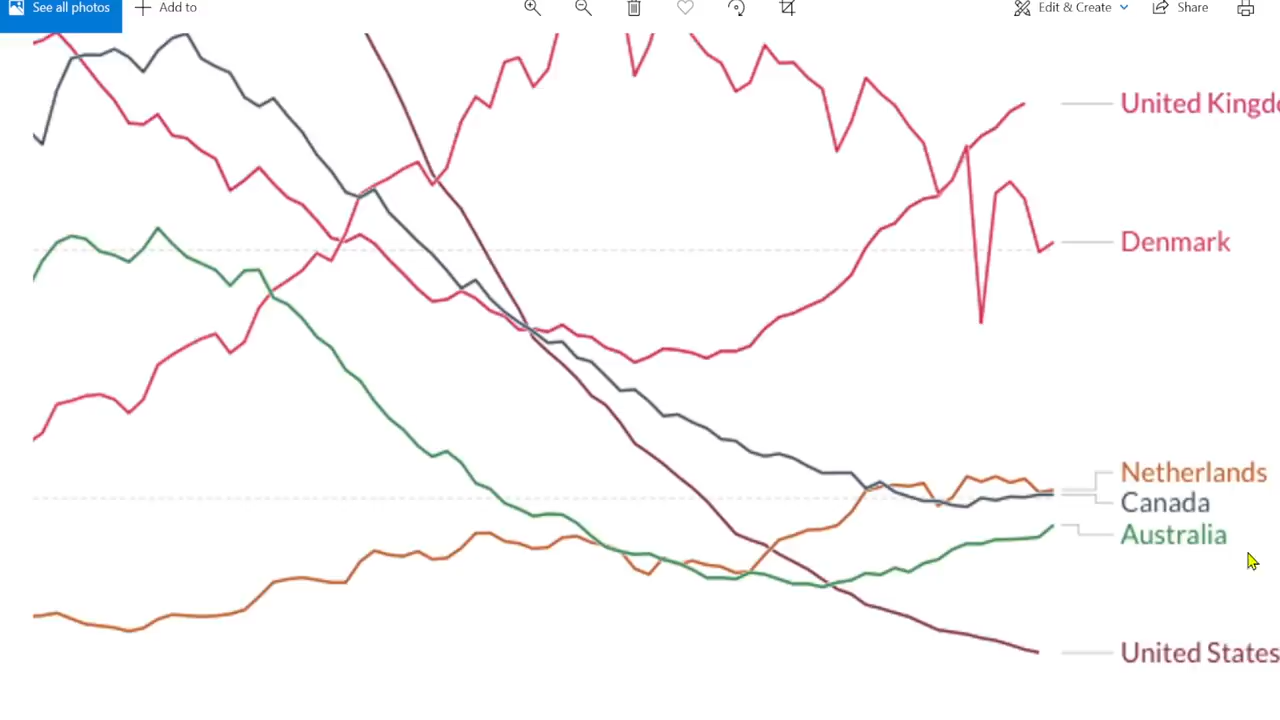 See all photos
Add to
Edit & Create
Share
United Kingd
Denmark
Netherlands
Canada
Australia
United States